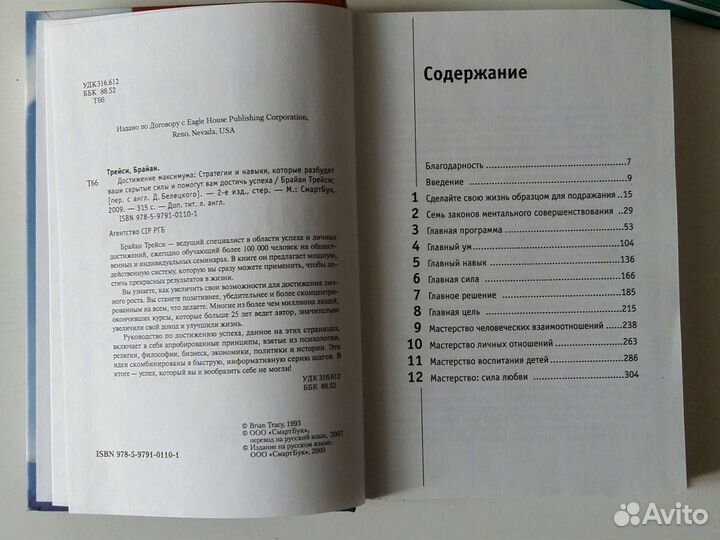 УДК 316.612
ББК 88.52
Т66
Издано по Договору с Eagle House Publishing Corporation,
Reno, Nevada, USA
Трейси, Брайан.
Т66 Достижение максимума: Стратегии и навыки, которые разбудят
ваши скрытые силы и помогут вам достичь успеха / Брайан Трейси;
[пер. с англ. Д. Белецкого]. — 2-е изд., стер. — М.: СмартБук,
2009. — 315 с. — Доп. тит. л. англ.
ISBN 978-5-9791-0110-1
Агентство CIP РГБ
Брайан Трейси — ведущий специалист в области успеха и личных
достижений, ежегодно обучающий более 100 000 человек на общест-
венных и индивидуальных семинарах. В книге он предлагает мощную,
действенную систему, которую вы сразу можете применить, чтобы до-
стичь прекрасных результатов в жизни.
Вы узнаете, как увеличить свои возможности для достижения лич-
ного роста. Вы станете позитивнее, убедительнее и более сконцентри-
рованным на всем, что делаете. Многие из более чем миллиона людей,
окончивших курсы, которые больше 25 лет ведет автор, значительно
увеличили свой доход и улучшили жизнь.
Руководство по достижению успеха, данное на этих страницах,
включает в себя апробированные принципы, взятые из психологии,
религии, философии, бизнеса, экономики, политики и истории. Эти
идеи скомбинированы в быструю, информативную серию шагов. В
итоге — успех, который вы и вообразить себе не могли!
УДК 316.612
ББК 88.52
© Brian Tracy, 1993
© ООО «СмартБук»,
перевод на русский язык, 2007
© Издание на русском языке.
ООО «СмартБук», 2009
ISBN 978-5-9791-0110-1
Содержание
Благодарность 7
Введение 9
1 Сделайте свою жизнь образцом для подражания 15
2 Семь законов ментального совершенствования 29
3 Главная программа 53
4 Главный ум 104
5 Главный навык 136
6 Главная сила 166
7 Главное решение 185
8 Главная цель 215
9 Мастерство человеческих взаимоотношений 238
10 Мастерство личных отношений 263
11 Мастерство воспитания детей 286
12 Мастерство: сила любви 304
Avito